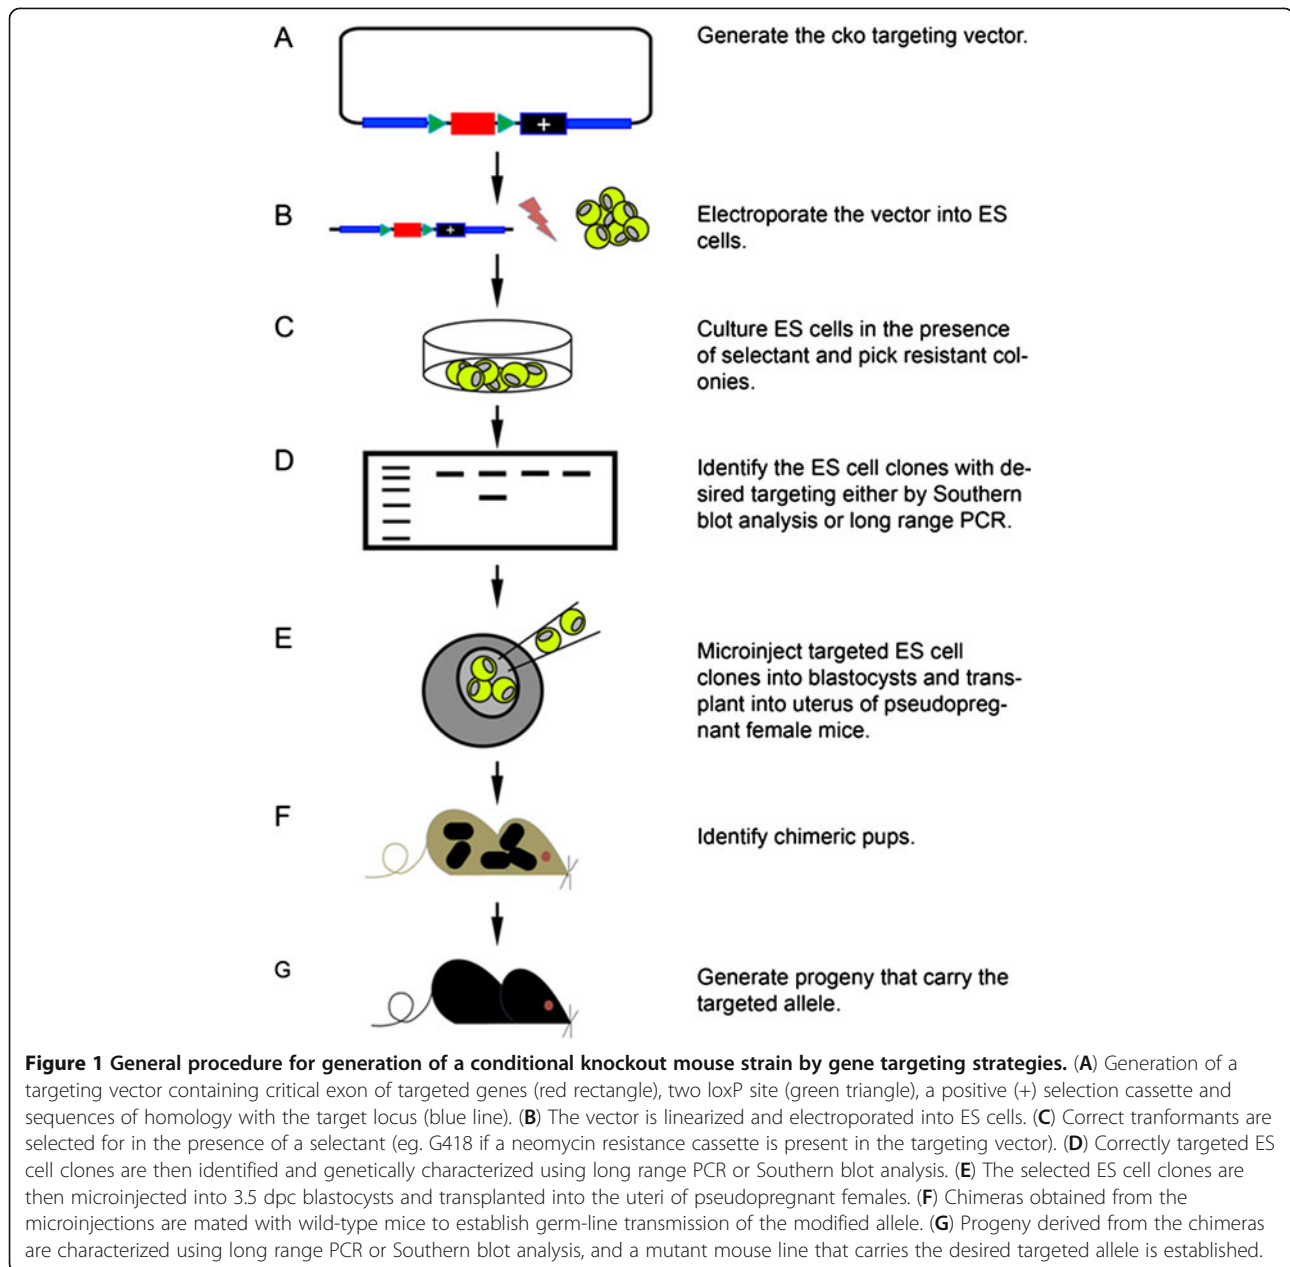 A
Generate the cko targeting vector.
+
B
+
Electroporate the vector into ES
cells.
C
Culture ES cells in the presence
of selectant and pick resistant col-
onies.
D
Identify the ES cell clones with de-
sired targeting either by Southern
blot analysis or long range PCR.
E
Microinject targeted ES cell
clones into blastocysts and trans-
plant into uterus of pseudopreg-
nant female mice.
F
Identify chimeric pups.
G
Generate progeny that carry the
targeted allele.
Figure 1 General procedure for generation of a conditional knockout mouse strain by gene targeting strategies. (A) Generation of a
targeting vector containing critical exon of targeted genes (red rectangle), two loxP site (green triangle), a positive (+) selection cassette and
sequences of homology with the target locus (blue line). (B) The vector is linearized and electroporated into ES cells. (C) Correct tranformants are
selected for in the presence of a selectant (eg. G418 if a neomycin resistance cassette is present in the targeting vector). (D) Correctly targeted ES
cell clones are then identified and genetically characterized using long range PCR or Southern blot analysis. (E) The selected ES cell clones are
then microinjected into 3.5 dpc blastocysts and transplanted into the uteri of pseudopregnant females. (F) Chimeras obtained from the
microinjections are mated with wild-type mice to establish germ-line transmission of the modified allele. (G) Progeny derived from the chimeras
are characterized using long range PCR or Southern blot analysis, and a mutant mouse line that carries the desired targeted allele is established.